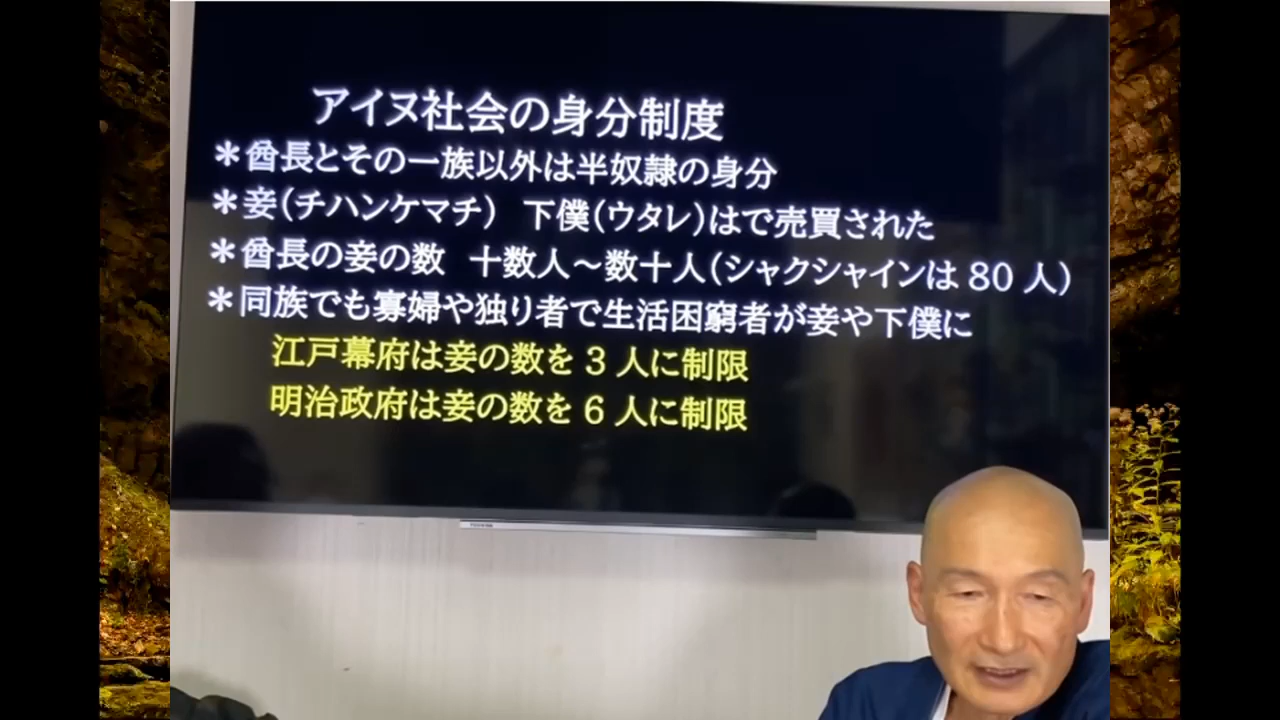 アイヌ社会の身分制度
＊酋長とその一族以外は半奴隷の身分
＊妾（チハンケマチ）　下僕（ウタレ）はで売買された
＊酋長の妾の数　十数人～数十人（シャクシャインは 80 人）
＊同族でも寡婦や独り者で生活困窮者が妾や下僕に
江戸幕府は妾の数を 3 人に制限
明治政府は妾の数を 6 人に制限
TOSHIBA